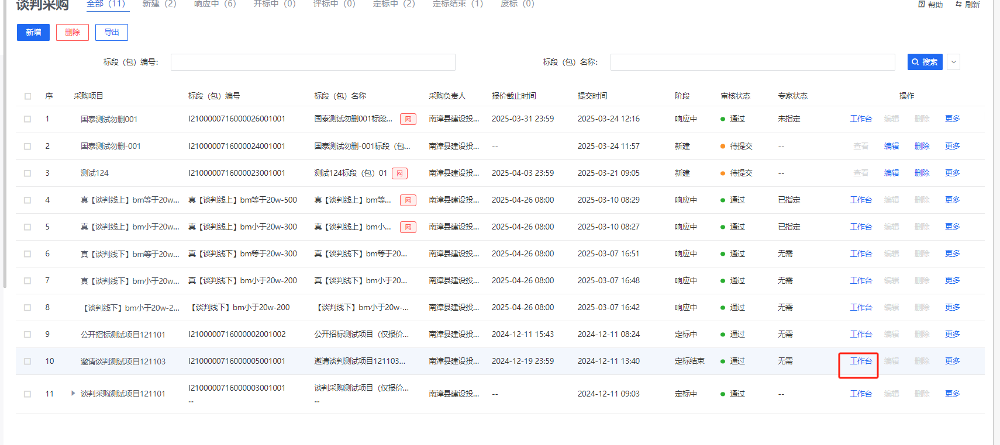 谈判采购 全部（11） 新建（2） 响应中（6） 开标中（0） 评标中（0） 定标中（2） 定标结束（1） 废标（0） 帮助 刷新
新增 删除 导出
标段（包）编号： 标段（包）名称： 搜索
序 采购项目 标段（包）编号 标段（包）名称 采购负责人 报价截止时间 提交时间 阶段 审核状态 专家状态 操作
1 国泰测试勿删001 I2100000716000026001001 国泰测试勿删001标段... 网 南漳县建设投... 2025-03-31 23:59 2025-03-24 12:16 响应中 通过 未指定 工作台 编辑 删除 更多
2 国泰测试勿删-001 I2100000716000024001001 国泰测试勿删-001标段（包... 南漳县建设投... -- 2025-03-24 11:57 新建 待提交 -- 查看 编辑 删除 更多
3 测试124 I2100000716000023001001 测试124标段（包）01 网 南漳县建设投... 2025-04-03 23:59 2025-03-21 09:05 新建 待提交 -- 查看 编辑 删除 更多
4 真【谈判线上】bm等于20w... 真【谈判线上】bm等于20w-500 真【谈判线上】bm等... 网 南漳县建设投... 2025-04-26 08:00 2025-03-10 08:29 响应中 通过 已指定 工作台 编辑 删除 更多
5 真【谈判线上】bm小于20w... 真【谈判线上】bm小于20w-300 真【谈判线上】bm小... 网 南漳县建设投... 2025-04-26 08:00 2025-03-10 08:27 响应中 通过 已指定 工作台 编辑 删除 更多
6 真【谈判线下】bm等于20w... 真【谈判线下】bm等于20w-300 真【谈判线下】bm等于20... 南漳县建设投... 2025-04-26 08:00 2025-03-07 16:51 响应中 通过 无需 工作台 编辑 删除 更多
7 真【谈判线下】bm小于20w... 真【谈判线下】bm小于20w-200 真【谈判线下】bm小于20... 南漳县建设投... 2025-04-26 08:00 2025-03-07 16:48 响应中 通过 无需 工作台 编辑 删除 更多
8 【谈判线下】bm小于20w-2... 【谈判线下】bm小于20w-200 【谈判线下】bm小于20w-... 南漳县建设投... 2025-04-26 08:00 2025-03-07 16:42 响应中 通过 无需 工作台 编辑 删除 更多
9 公开招标测试项目121101 I2100000716000002001002 公开招标测试项目（仅报价... 南漳县建设投... 2024-12-11 15:43 2024-12-11 08:24 定标中 通过 无需 工作台 编辑 删除 更多
10 邀请谈判测试项目121103 I2100000716000005001001 邀请谈判测试项目121103... 南漳县建设投... 2024-12-19 23:59 2024-12-11 13:40 定标结束 通过 无需 工作台 编辑 删除 更多
11 谈判采购测试项目121101 I2100000716000003001001 谈判采购测试项目（仅报价... 南漳县建设投... -- 2024-12-11 09:03 定标中 通过 -- 工作台 编辑 删除 更多
... ...